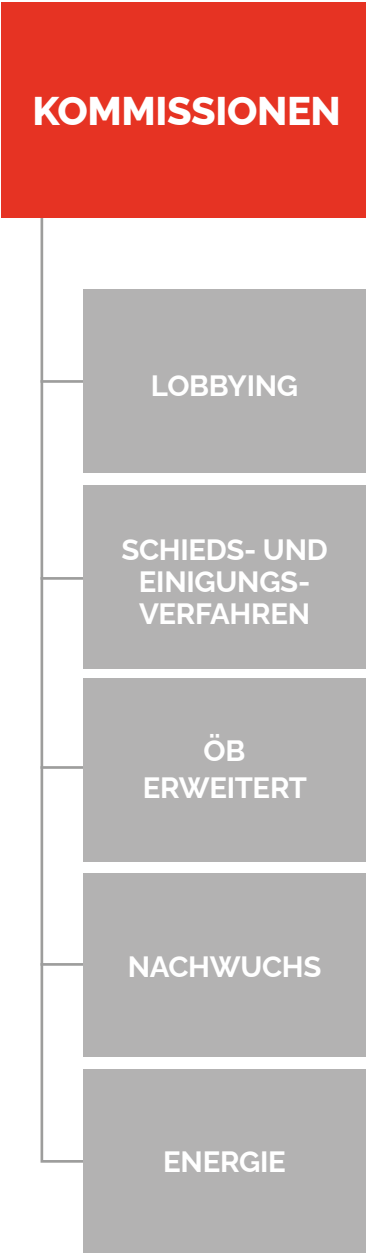 KOMMISSIONEN
LOBBYING
SCHIEDS- UND
EINIGUNGS-
VERFAHREN
ÖB
ERWEITERT
NACHWUCHS
ENERGIE